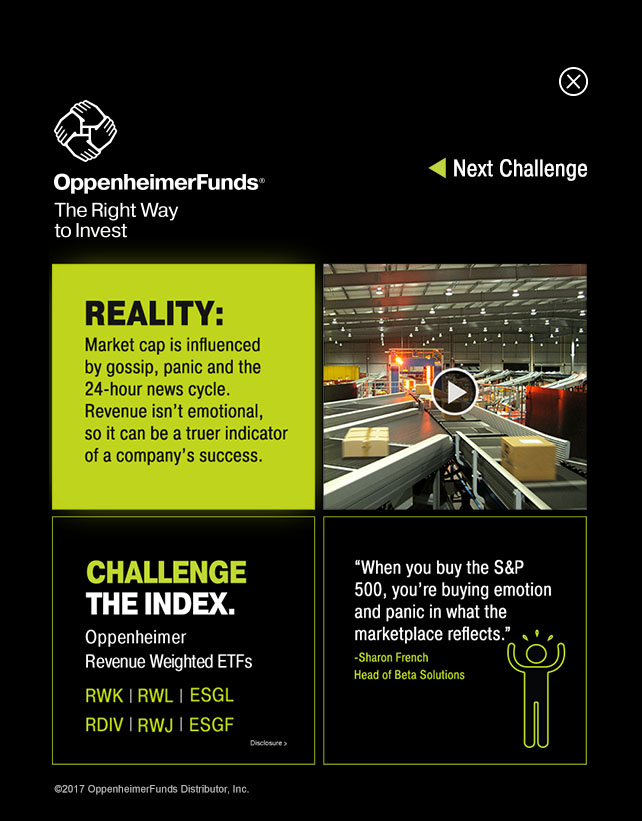 OppenheimerFunds®
The Right Way
to Invest
Next Challenge
REALITY:
Market cap is influenced
by gossip, panic and the
24-hour news cycle.
Revenue isn't emotional,
so it can be a truer indicator
of a company's success.
CHALLENGE
THE INDEX.
Oppenheimer
Revenue Weighted ETFs
RWK | RWL | ESGL
RDIV | RWJ | ESGF
Disclosure >
“When you buy the S&P
500, you're buying emotion
and panic in what the
marketplace reflects.”
-Sharon French
Head of Beta Solutions
©2017 OppenheimerFunds Distributor, Inc.